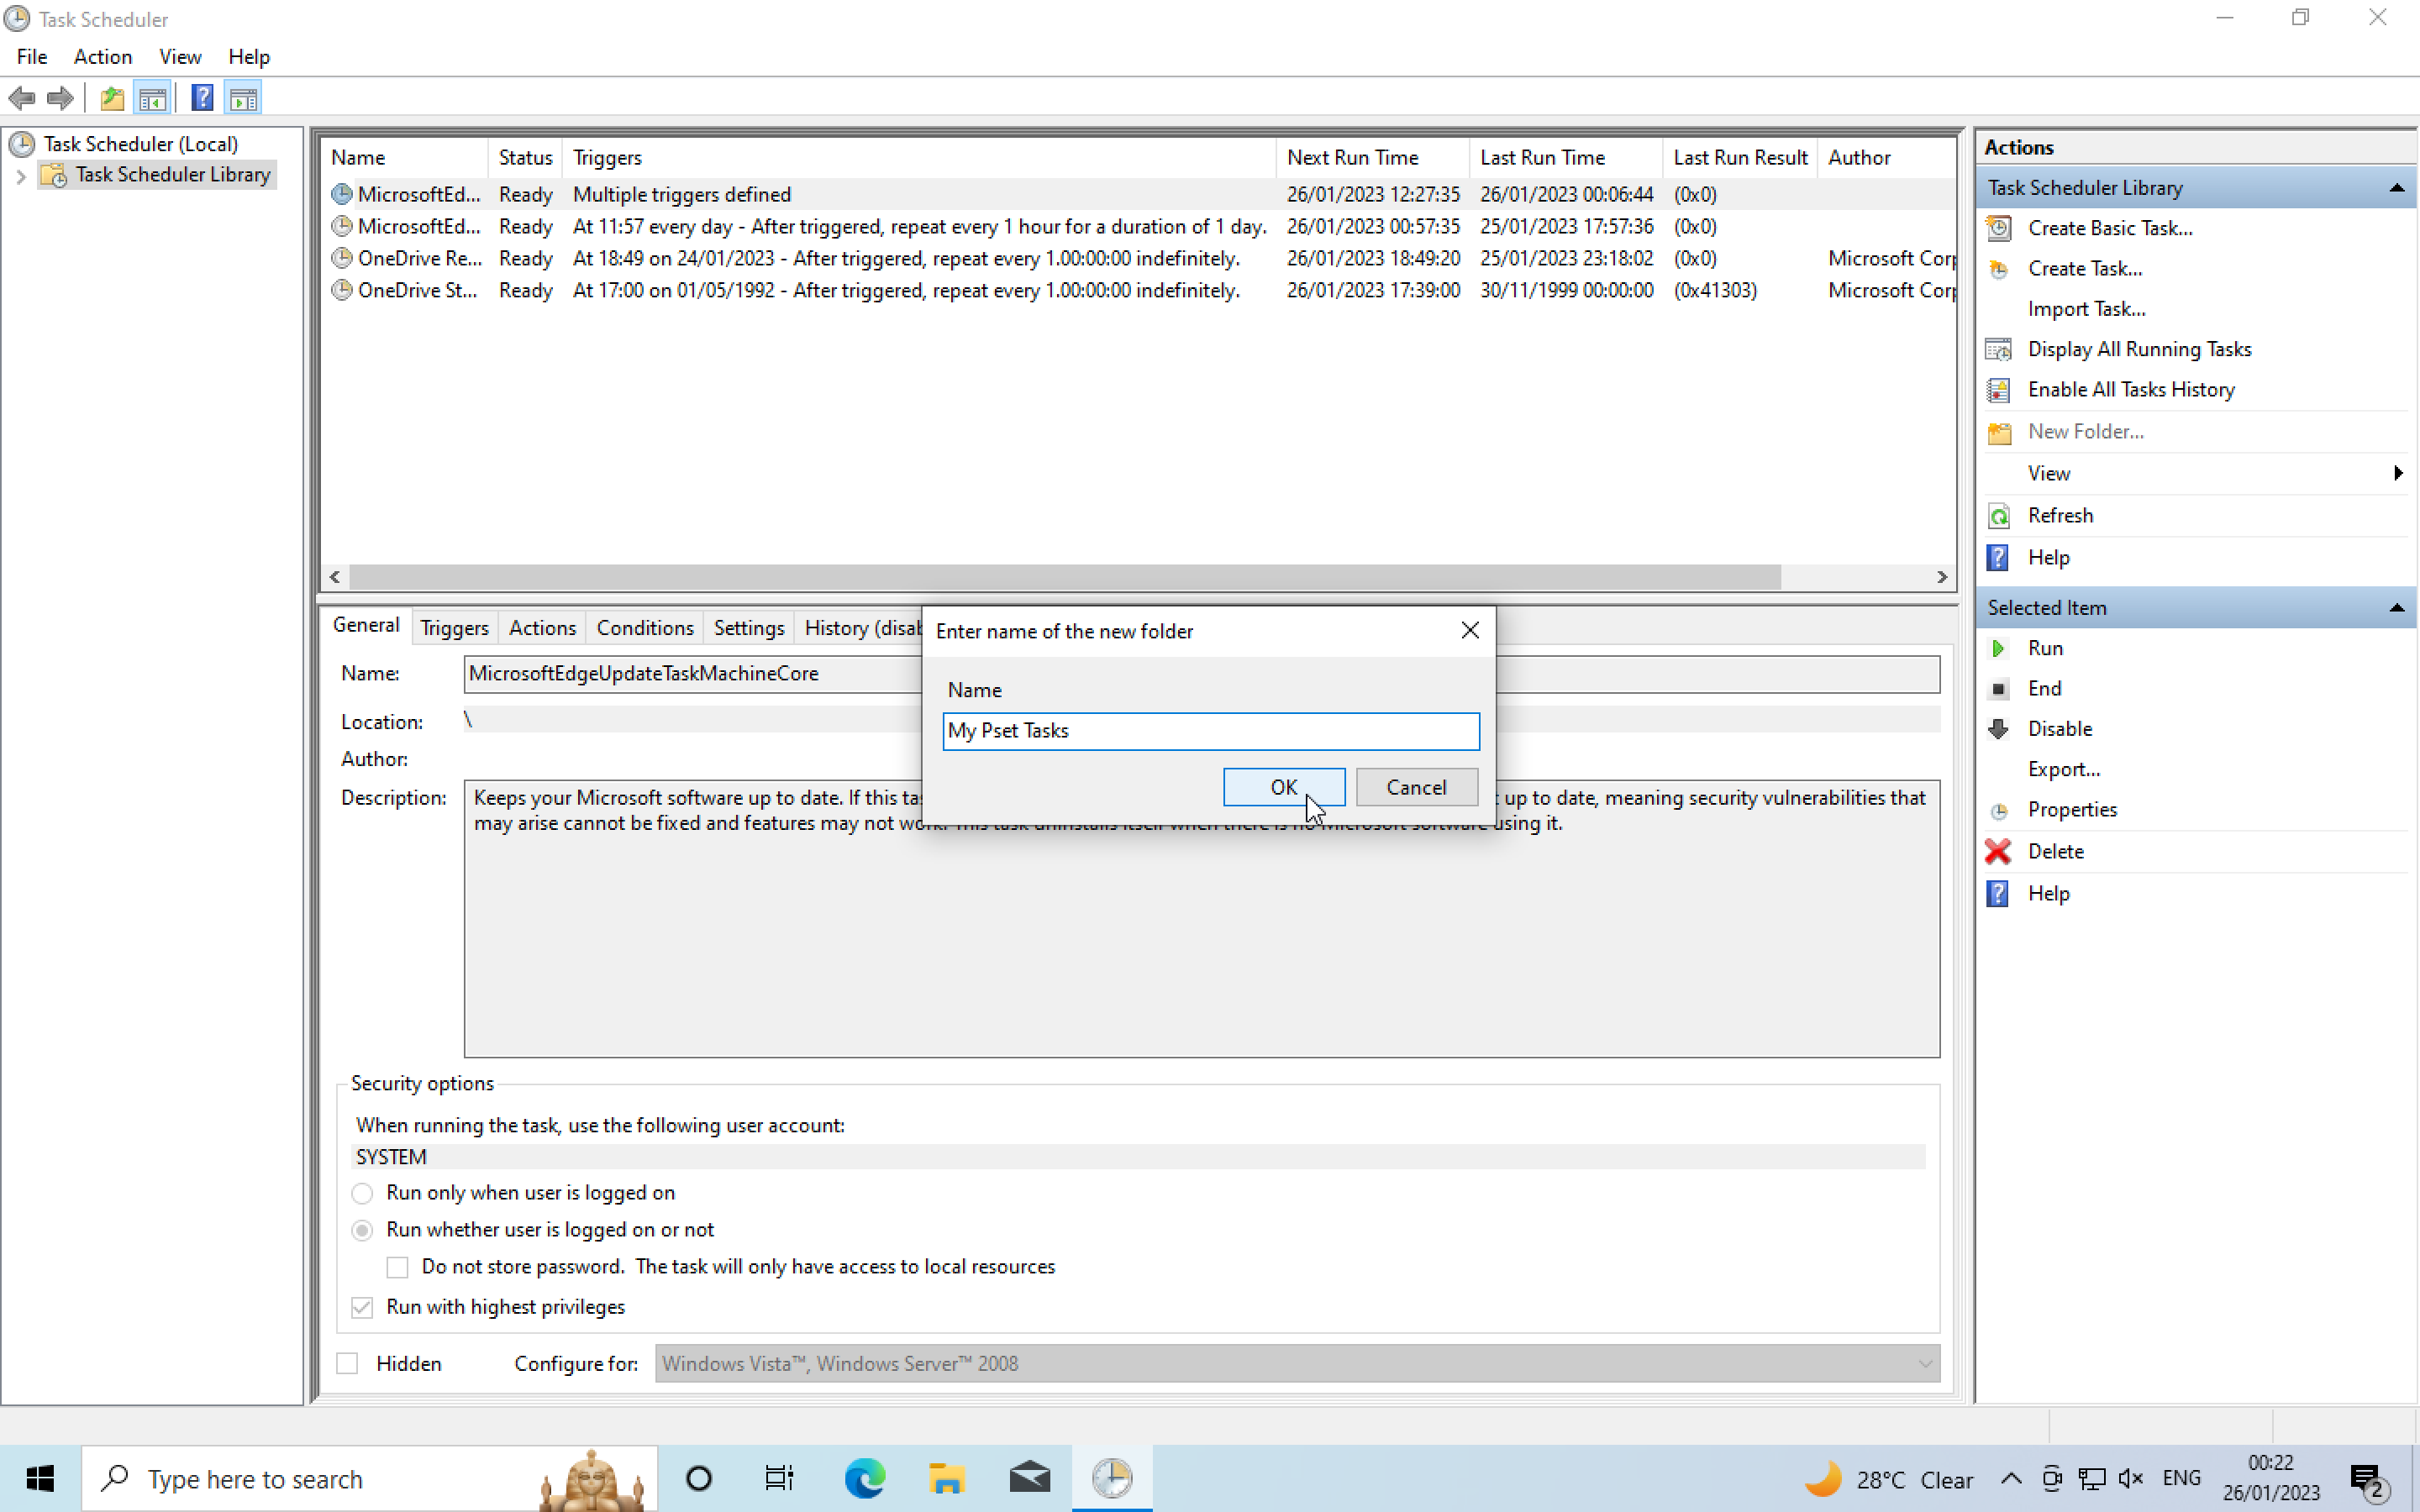 Task Scheduler
File Action View Help
Task Scheduler (Local)
Task Scheduler Library
Name Status Triggers Next Run Time Last Run Time Last Run Result Author
MicrosoftEd... Ready Multiple triggers defined 26/01/2023 12:27:35 26/01/2023 00:06:44 (0x0)
MicrosoftEd... Ready At 11:57 every day - After triggered, repeat every 1 hour for a duration of 1 day. 26/01/2023 00:57:35 25/01/2023 17:57:36 (0x0)
OneDrive Re... Ready At 18:49 on 24/01/2023 - After triggered, repeat every 1.00:00:00 indefinitely. 26/01/2023 18:49:20 25/01/2023 23:18:02 (0x0) Microsoft Corp
OneDrive St... Ready At 17:00 on 01/05/1992 - After triggered, repeat every 1.00:00:00 indefinitely. 26/01/2023 17:39:00 30/11/1999 00:00:00 (0x41303) Microsoft Corp
General Triggers Actions Conditions Settings History (disab
Name: MicrosoftEdgeUpdateTaskMachineCore
Location: \
Author:
Description: Keeps your Microsoft software up to date. If this tas up to date, meaning security vulnerabilities that
may arise cannot be fixed and features may not work. This task uninstalls itself when there is no Microsoft software using it.
Enter name of the new folder
Name
My Pset Tasks
OK Cancel
Security options
When running the task, use the following user account:
SYSTEM
Run only when user is logged on
Run whether user is logged on or not
Do not store password. The task will only have access to local resources
Run with highest privileges
Hidden Configure for: Windows Vista™, Windows Server™ 2008
Actions
Task Scheduler Library
Create Basic Task...
Create Task...
Import Task...
Display All Running Tasks
Enable All Tasks History
New Folder...
View
Refresh
Help
Selected Item
Run
End
Disable
Export...
Properties
Delete
Help
Type here to search
28°C Clear
ENG
00:22
26/01/2023
2